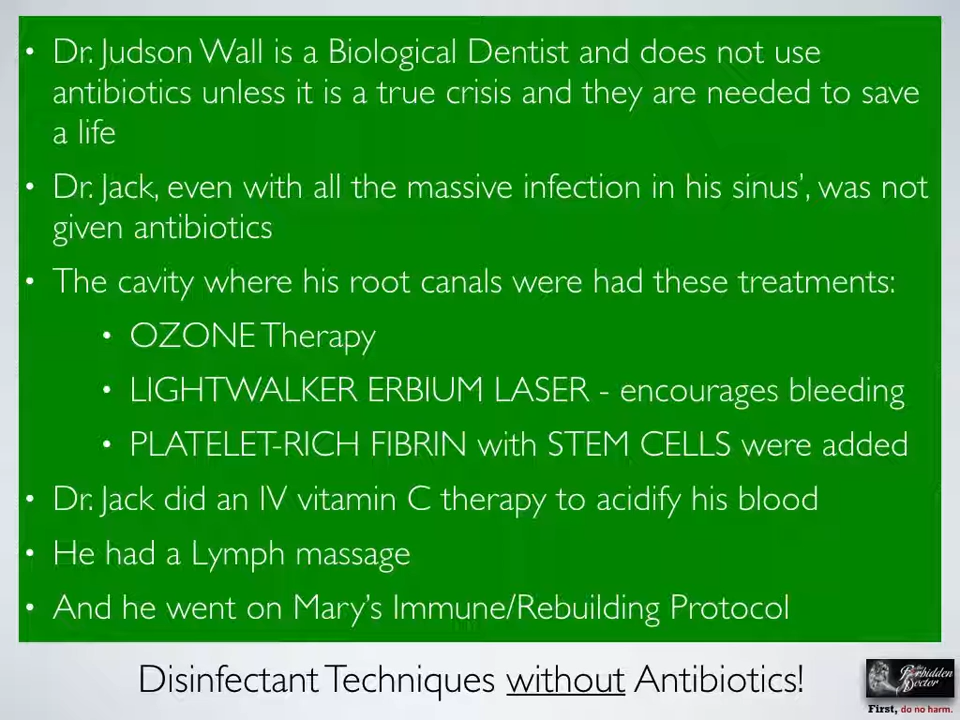 • Dr. Judson Wall is a Biological Dentist and does not use
antibiotics unless it is a true crisis and they are needed to save
a life
• Dr. Jack, even with all the massive infection in his sinus', was not
given antibiotics
• The cavity where his root canals were had these treatments:
• OZONE Therapy
• LIGHTWALKER ERBIUM LASER - encourages bleeding
• PLATELET-RICH FIBRIN with STEM CELLS were added
• Dr. Jack did an IV vitamin C therapy to acidify his blood
• He had a Lymph massage
• And he went on Mary's Immune/Rebuilding Protocol
Disinfectant Techniques without Antibiotics!
the Forbidden
Doctor
First, do no harm.